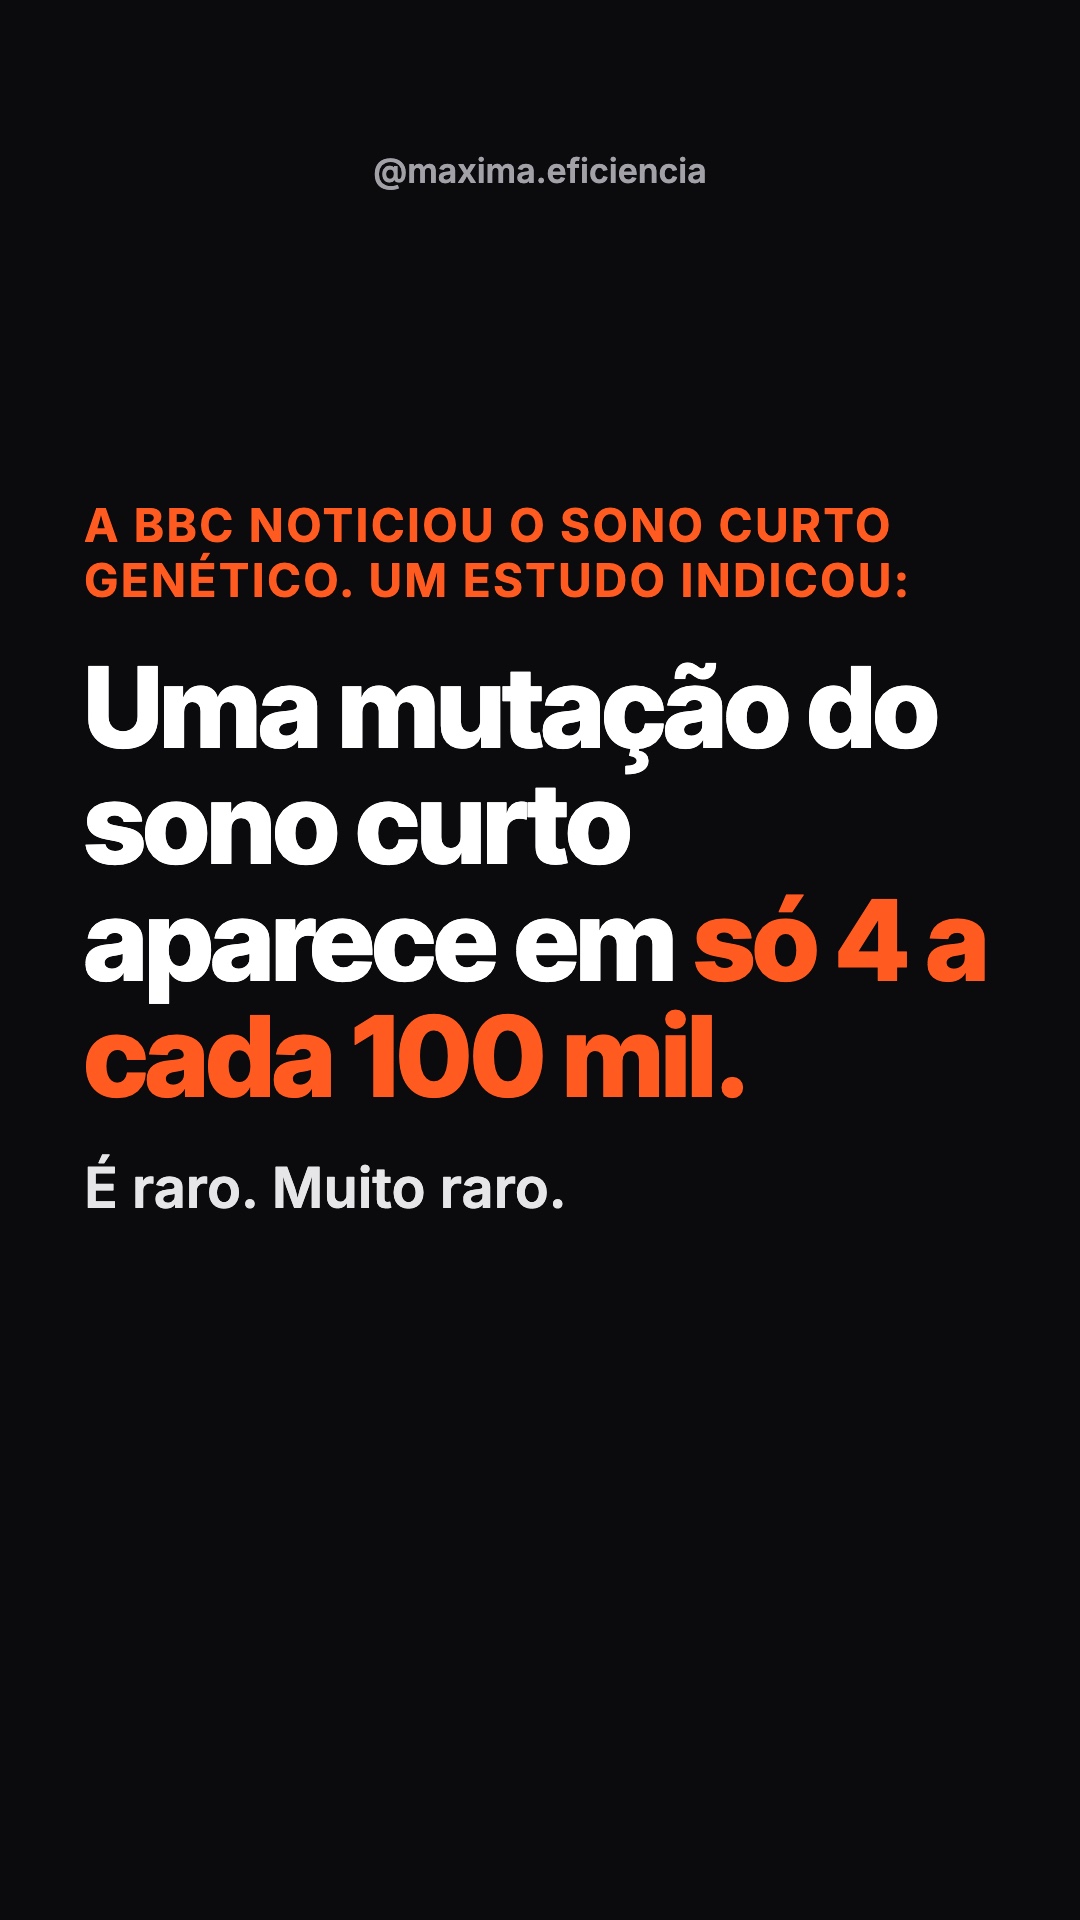 @maxima.eficiencia
A BBC NOTICIOU O SONO CURTO
GENÉTICO. UM ESTUDO INDICOU:
Uma mutação do
sono curto
aparece em só 4 a
cada 100 mil.
É raro. Muito raro.